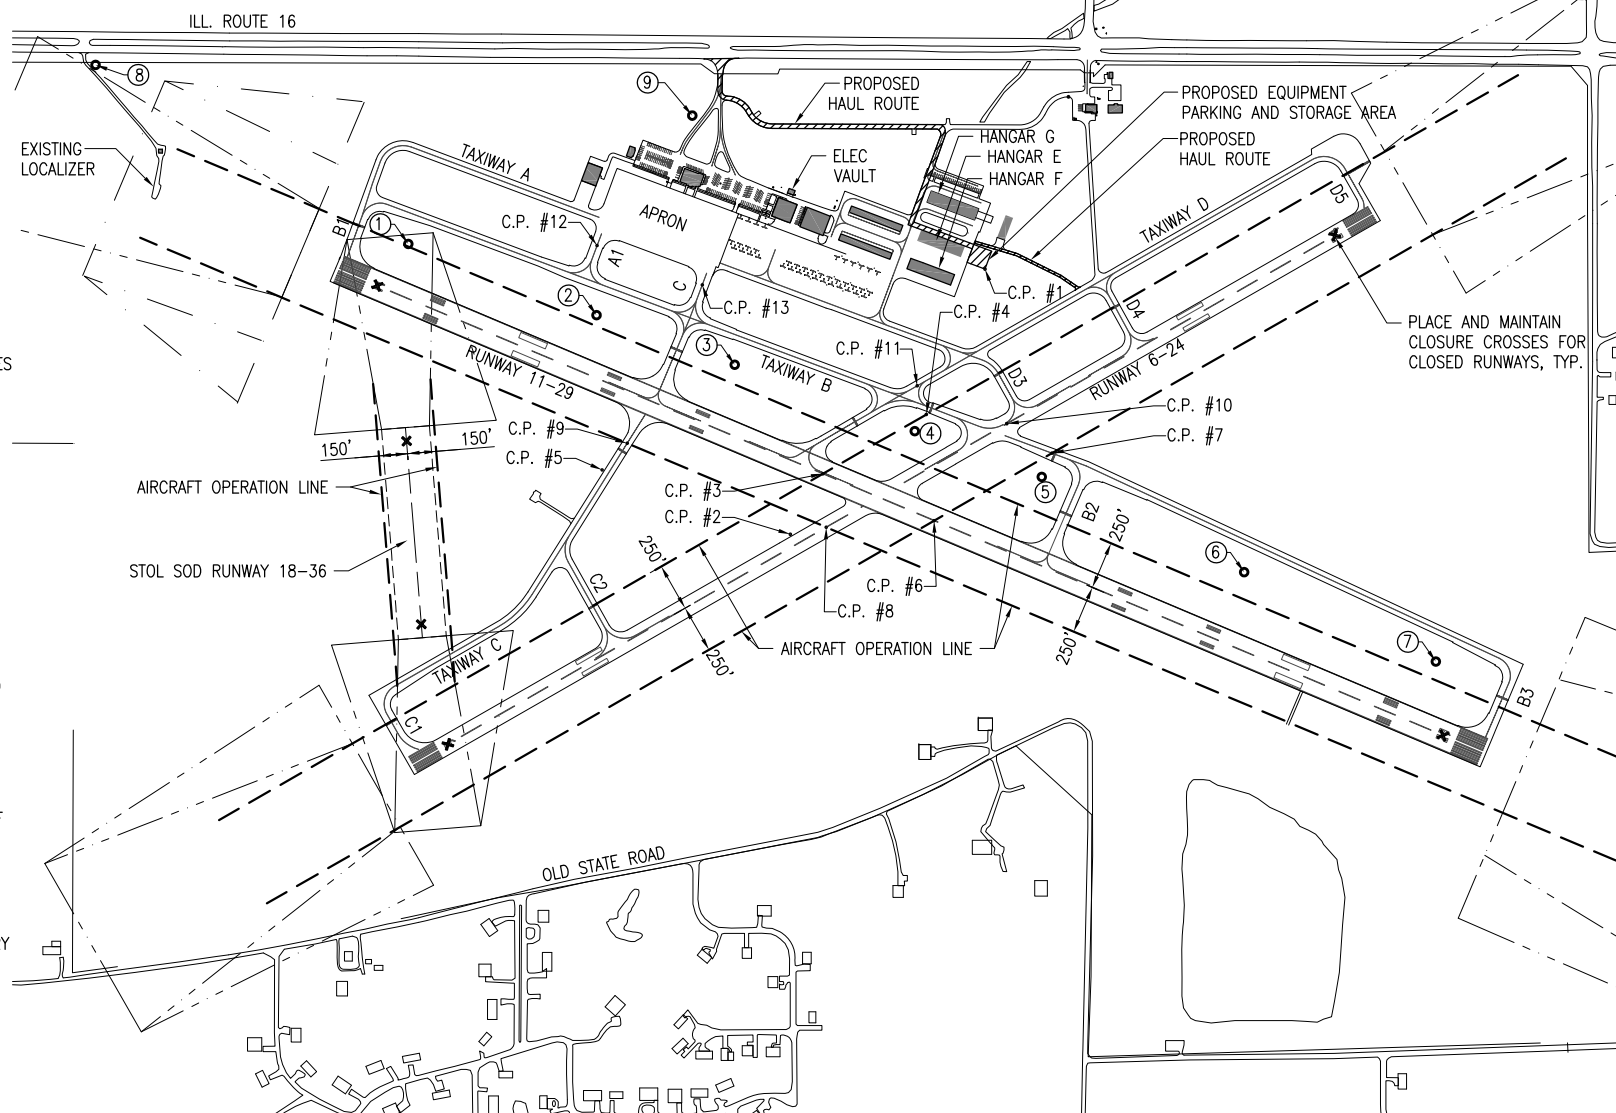 ILL. ROUTE 16
8
9
PROPOSED
HAUL ROUTE
PROPOSED EQUIPMENT
PARKING AND STORAGE AREA
PROPOSED
HAUL ROUTE
HANGAR G
HANGAR E
HANGAR F
EXISTING
LOCALIZER
TAXIWAY A
ELEC
VAULT
APRON
C.P. #12
B1
1
A1
C
TAXIWAY D
D5
C.P. #1
C.P. #4
C.P. #13
2
D4
PLACE AND MAINTAIN
CLOSURE CROSSES FOR
CLOSED RUNWAYS, TYP.
ES
RUNWAY 11-29
3
TAXIWAY B
C.P. #11
D3
RUNWAY 6-24
C.P. #10
C.P. #7
C.P. #9
C.P. #5
150'
150'
4
AIRCRAFT OPERATION LINE
C.P. #3
C.P. #2
5
B2
250'
250'
STOL SOD RUNWAY 18-36
C2
C.P. #6
C.P. #8
6
AIRCRAFT OPERATION LINE
250'
250'
7
TAXIWAY C
C1
B3
OLD STATE ROAD
RY